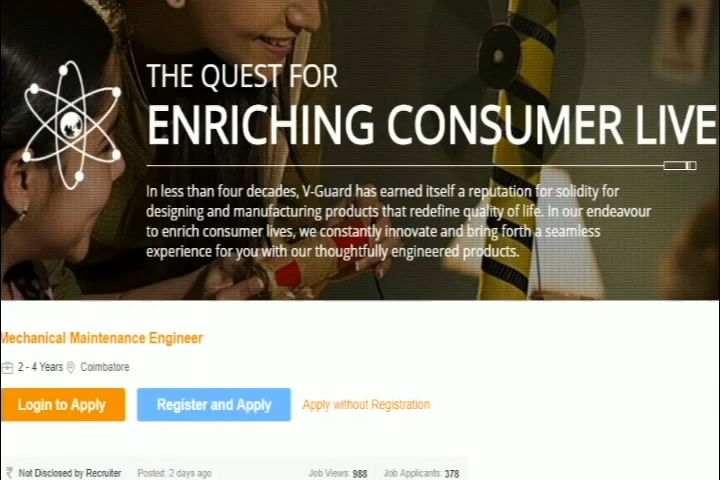 THE QUEST FOR
ENRICHING CONSUMER LIVE
In less than four decades, V-Guard has earned itself a reputation for solidity for
designing and manufacturing products that redefine quality of life. In our endeavour
to enrich consumer lives, we constantly innovate and bring forth a seamless
experience for you with our thoughtfully engineered products.
Mechanical Maintenance Engineer
2 - 4 Years Coimbatore
Login to Apply Register and Apply Apply without Registration
₹ Not Disclosed by Recruiter Posted: 2 days ago Job Views: 988 Job Applicants: 378